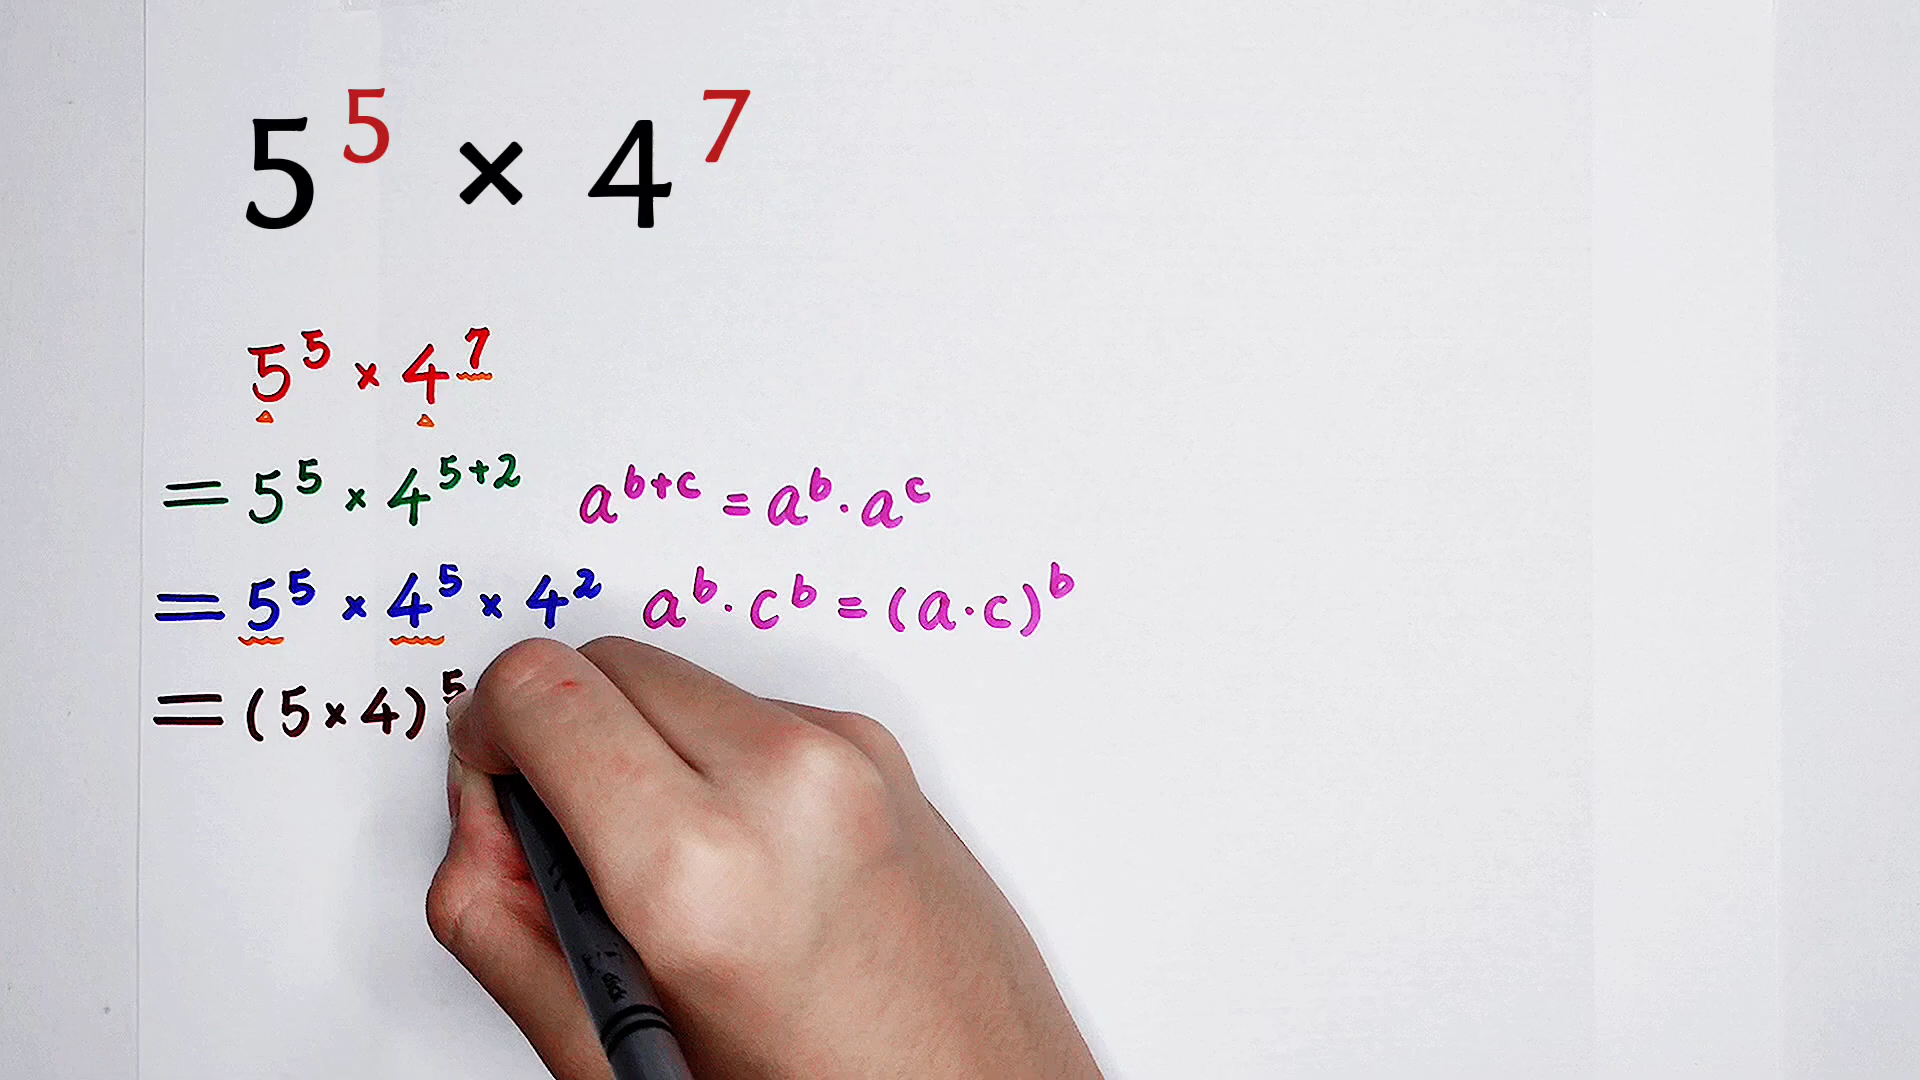 5⁵ × 4⁷
5⁵ × 4⁷
= 5⁵ × 4⁵⁺² a^(b+c) = a^b · a^c
= 5⁵ × 4⁵ × 4² a^b · c^b = (a · c)^b
= (5 × 4)⁵